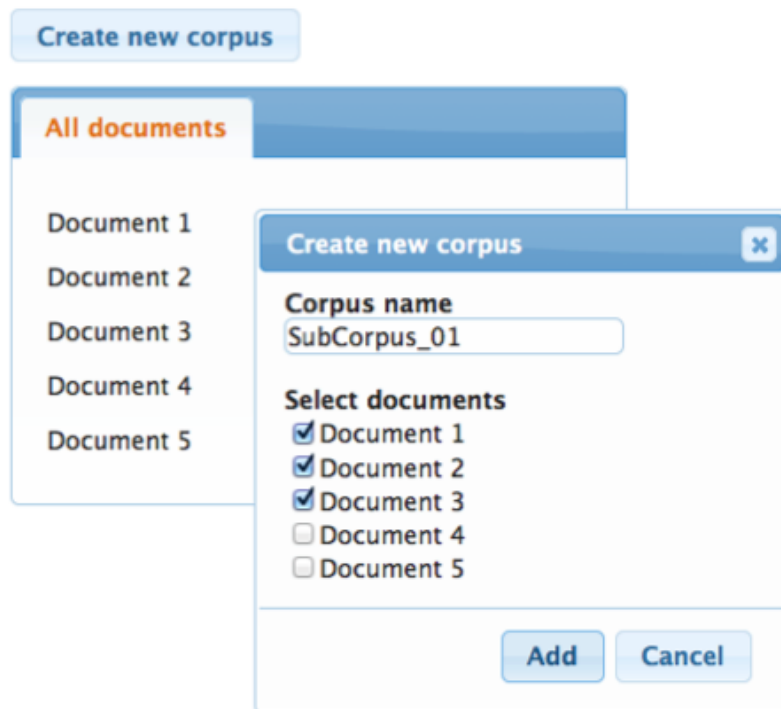 Create new corpus
All documents
Document 1
Document 2
Document 3
Document 4
Document 5
Create new corpus
Corpus name
SubCorpus_01
Select documents
Document 1
Document 2
Document 3
Document 4
Document 5
Add Cancel